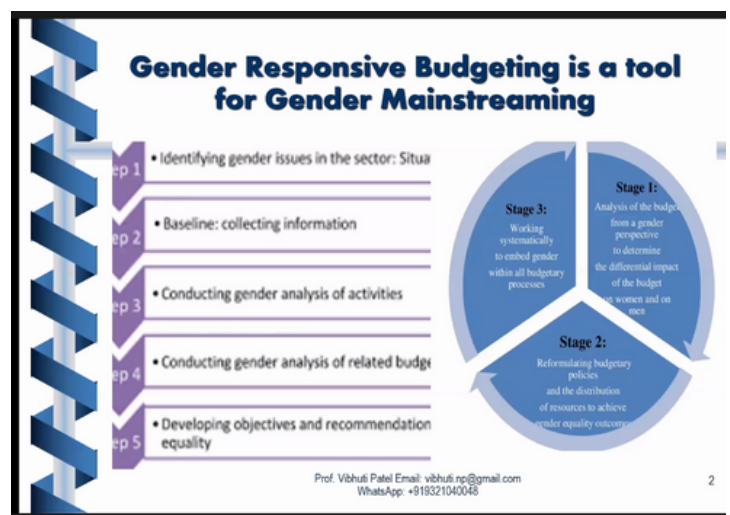 Gender Responsive Budgeting is a tool
for Gender Mainstreaming
ep 1
• Identifying gender issues in the sector: Situa
ep 2
• Baseline: collecting information
ep 3
• Conducting gender analysis of activities
ep 4
• Conducting gender analysis of related budge
ep 5
• Developing objectives and recommendation
equality
Stage 1:
Analysis of the budge
from a gender
perspective
to determine
the differential impact
of the budget
on women and on
men
Stage 2:
Reformulating budgetary
policies
and the distribution
of resources to achieve
gender equality outcome
Stage 3:
Working
systematically
to embed gender
within all budgetary
processes
Prof. Vibhuti Patel Email: vibhuti.np@gmail.com
WhatsApp: +919321040048
2